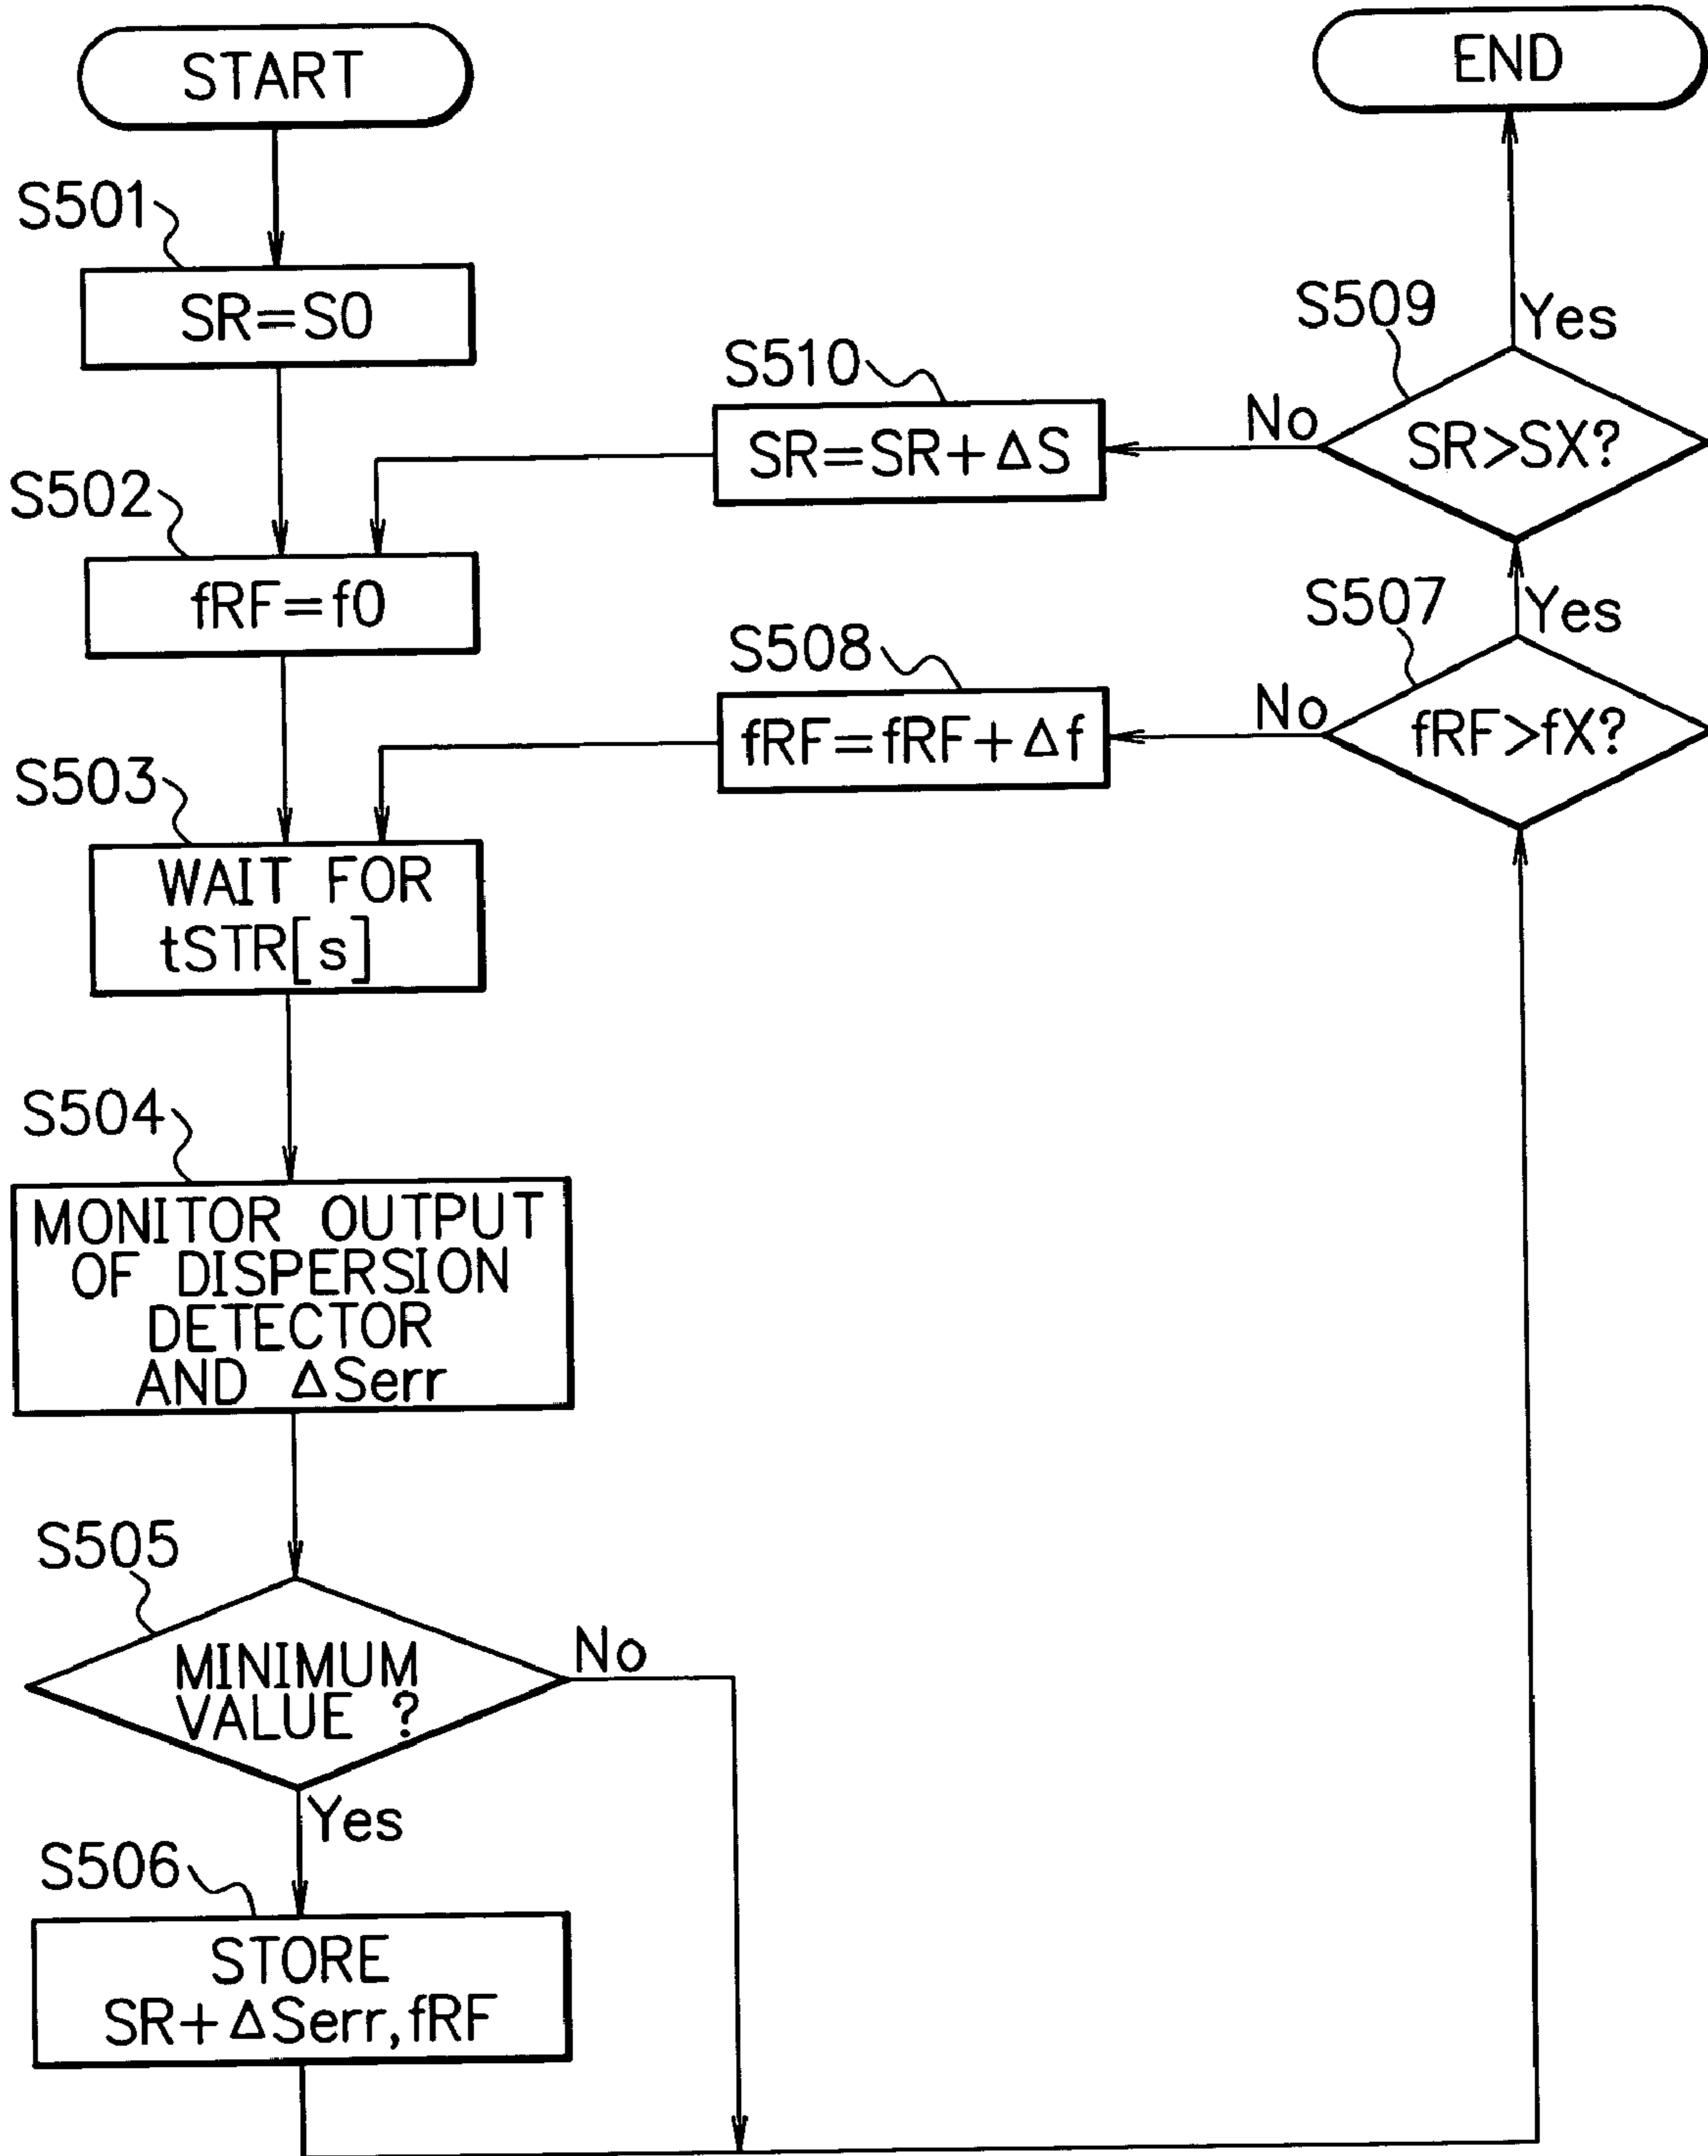 START
S501
SR=S0
S502
fRF=f0
S503
WAIT FOR
tSTR[s]
S504
MONITOR OUTPUT
OF DISPERSION
DETECTOR
AND ΔSerr
S505
MINIMUM
VALUE ?
No
Yes
S506
STORE
SR+ΔSerr,fRF
S507
fRF>fX?
No
Yes
S508
fRF=fRF+Δf
S509
SR>SX?
No
Yes
S510
SR=SR+ΔS
END